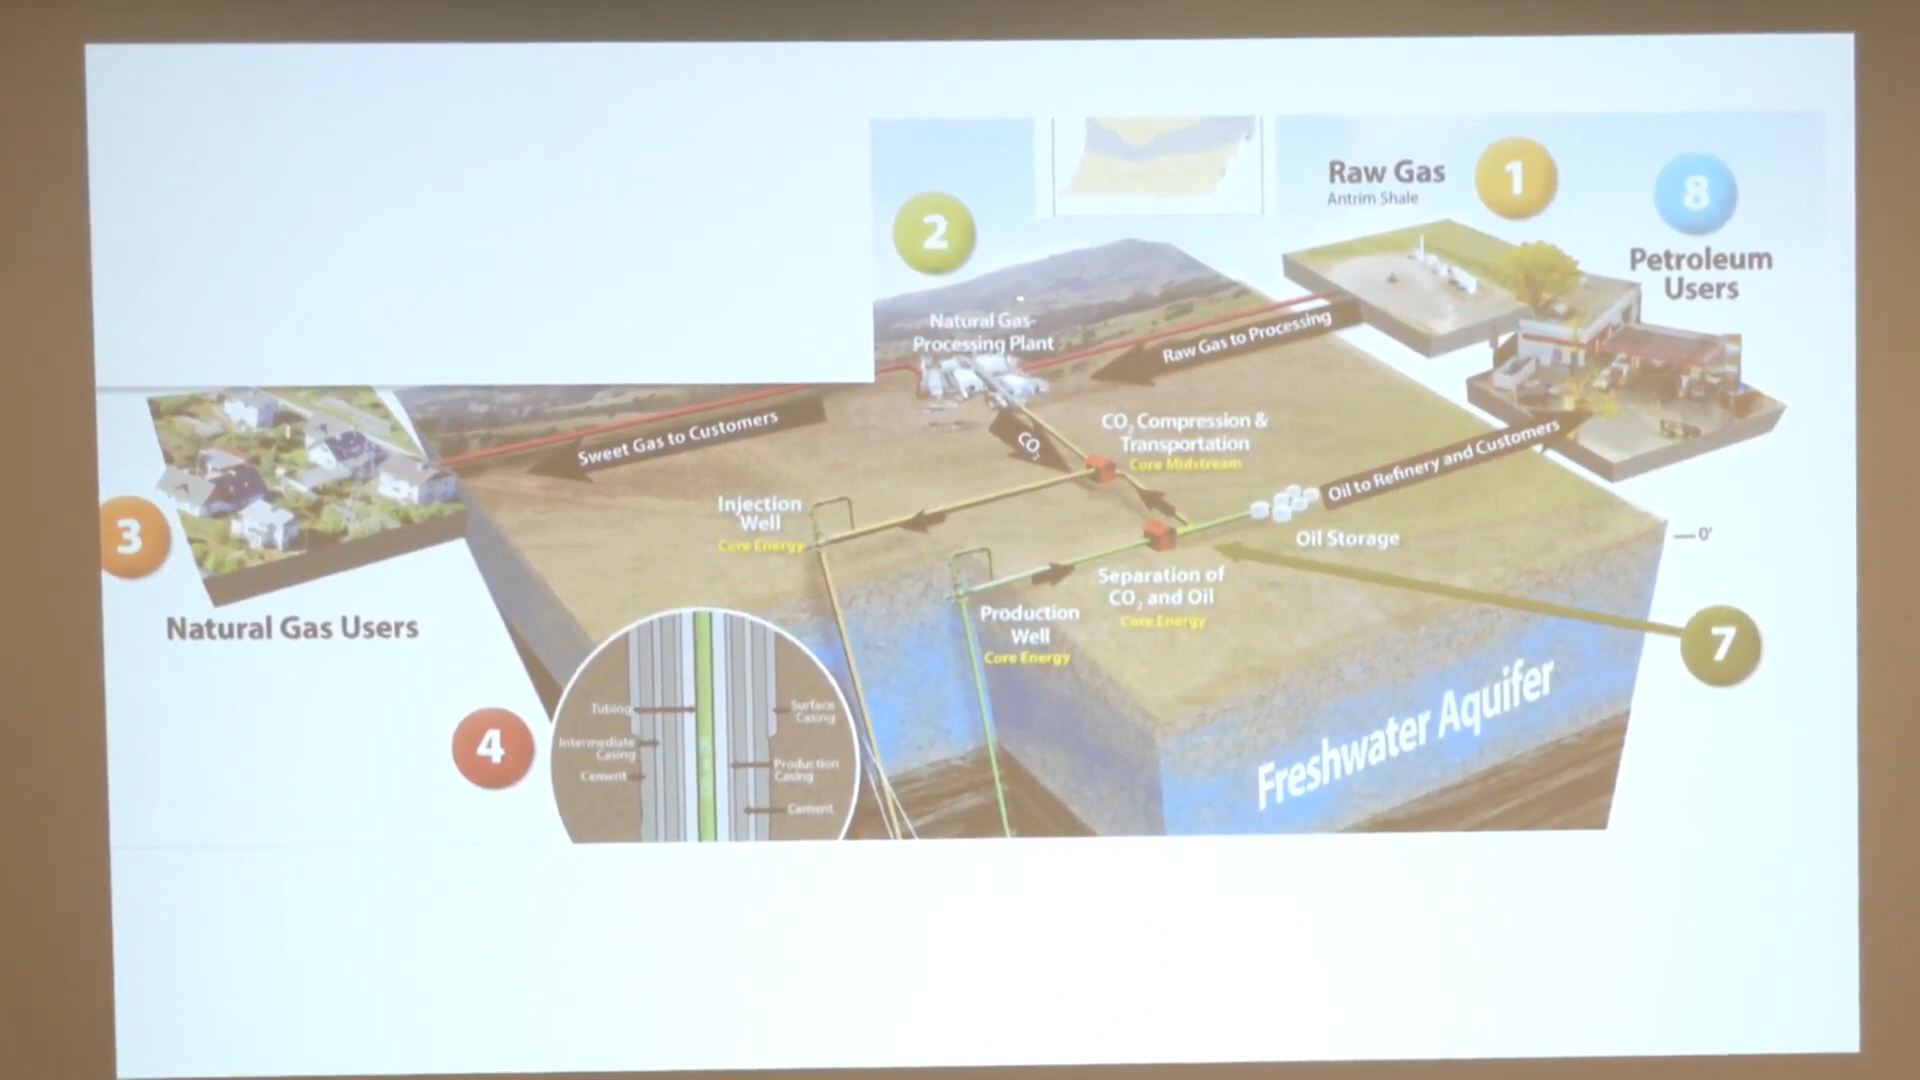 Raw Gas
Antrim Shale
1
8
Petroleum
Users
2
Natural Gas-
Processing Plant
Raw Gas to Processing
Sweet Gas to Customers
CO2
CO2 Compression &
Transportation
Core Midstream
Oil to Refinery and Customers
Injection
Well
Core Energy
Oil Storage
0'
3
Separation of
CO2 and Oil
Core Energy
Production
Well
Core Energy
Natural Gas Users
7
4
Tubing
Intermediate
Casing
Cement
Surface
Casing
Production
Casing
Cement
Freshwater Aquifer